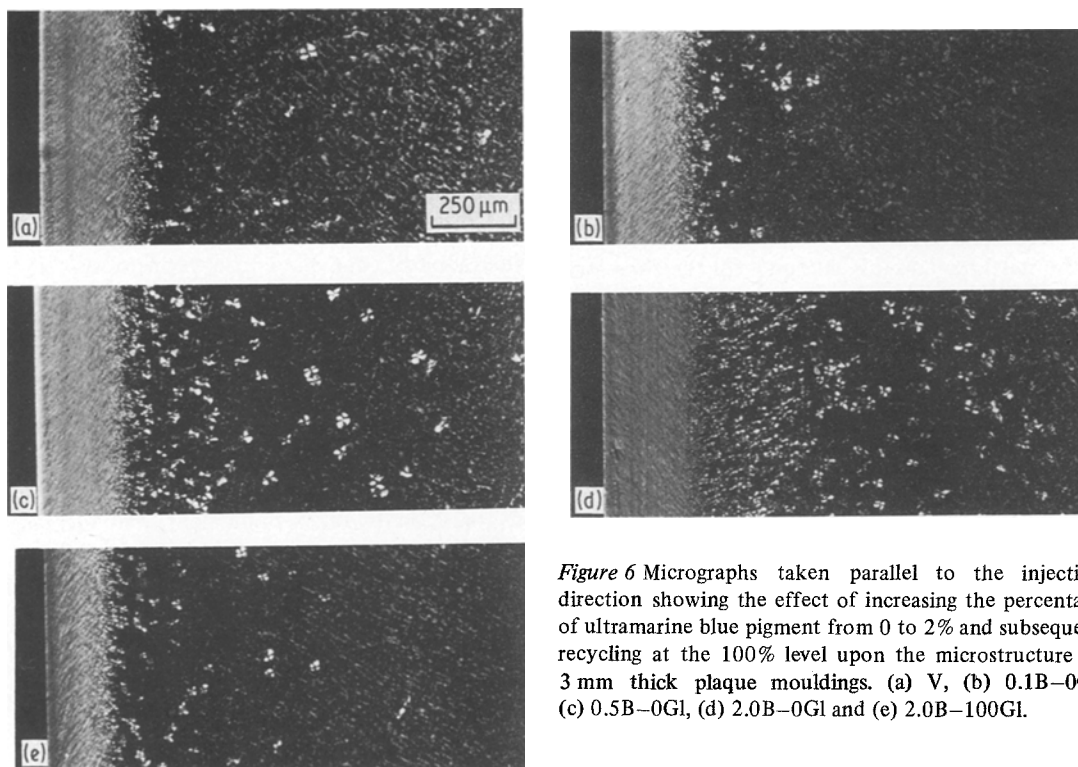 (a)
250 μm
(b)
(c)
(d)
(e)
Figure 6 Micrographs taken parallel to the injecti
direction showing the effect of increasing the percenta
of ultramarine blue pigment from 0 to 2% and subseque
recycling at the 100% level upon the microstructure
3 mm thick plaque mouldings. (a) V, (b) 0.1B–0
(c) 0.5B–0Gl, (d) 2.0B–0Gl and (e) 2.0B–100Gl.